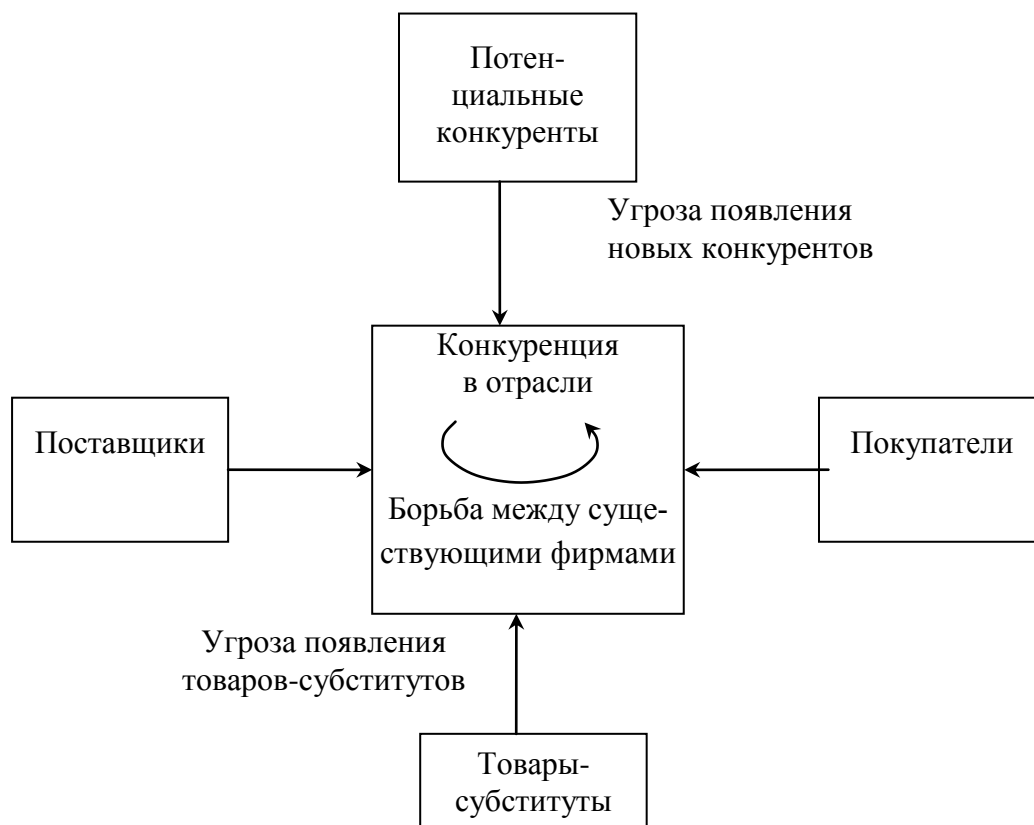 Потен-
циальные
конкуренты
Угроза появления
новых конкурентов
Конкуренция
в отрасли
Поставщики
Покупатели
Борьба между суще-
ствующими фирмами
Угроза появления
товаров-субститутов
Товары-
субституты